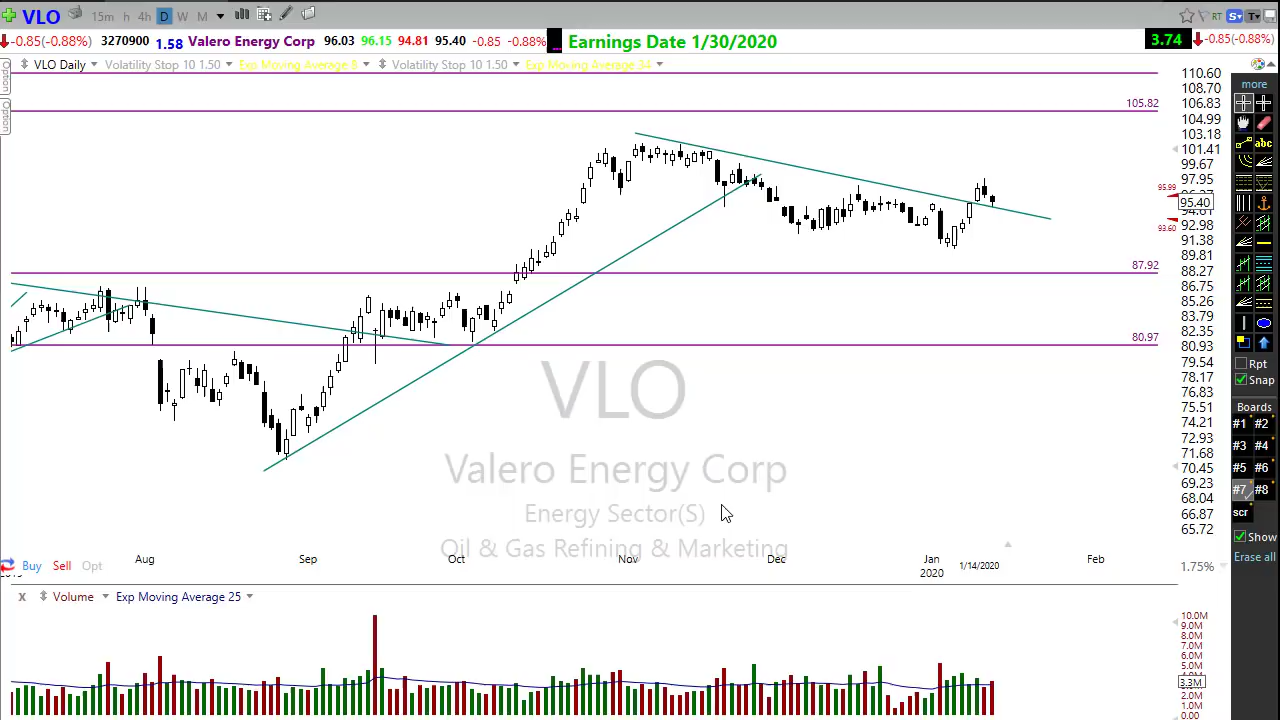 VLO 15m h 4h D W M RT S T
-0.85(-0.88%) 3270900 1.58 Valero Energy Corp 96.03 96.15 94.81 95.40 -0.85 -0.88% Earnings Date 1/30/2020 3.74 -0.85(-0.88%)
VLO Daily Volatility Stop 10 1.50 Exp Moving Average 8 Volatility Stop 10 1.50 Exp Moving Average 34
Option
Option
105.82
87.92
80.97
110.60
108.70
106.83
104.99
103.18
101.41
99.67
97.95
95.99
95.40
93.60
92.98
91.38
89.81
88.27
86.75
85.26
83.79
82.35
80.93
79.54
78.17
76.83
75.51
74.21
72.93
71.68
70.45
69.23
68.04
66.87
65.72
VLO
Valero Energy Corp
Energy Sector(S)
Oil & Gas Refining & Marketing
Aug Sep Oct Nov Dec Jan Feb
2020 1/14/2020
Buy Sell Opt
1.75%
x Volume Exp Moving Average 25
10.0M
9.0M
8.0M
7.0M
6.0M
5.0M
3.3M
2.0M
1.0M
0.00
more
abc
Rpt
Snap
Boards
#1 #2
#3 #4
#5 #6
#7 #8
scr
Show
Erase all